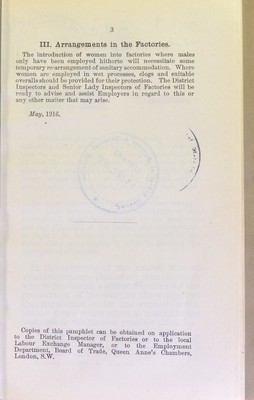 3
III. Arrangements in the Factories.
The introduction of women into factories where males
only have been employed hitherto will necessitate some
temporary re-arrangement of sanitary accommodation. Where
women are employed in wet processes, clogs and suitable
overalls should be provided for their protection. The District
Inspectors and Senior Lady Inspectors of Factories will be
ready to advise and assist Employers in regard to this or
any other matter that may arise.
May, 1916.
Copies of this pamphlet can be obtained on application
to the District Inspector of Factories or to the local
Labour Exchange Manager, or to the Employment
Department, Board of Trade, Queen Anne's Chambers,
London, S.W.